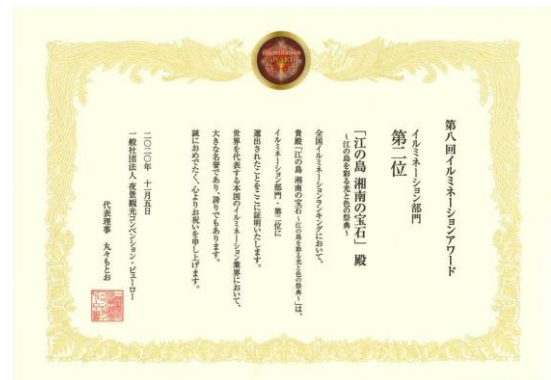 第八回イルミネーションアワード
イルミネーション部門
第二位
「江の島 湘南の宝石」 殿
~江の島を彩る光と色の祭典~
全国イルミネーションランキングにおいて、
貴殿「江の島 湘南の宝石~江の島を彩る光と色の祭典~」は、
イルミネーション部門・第二位に
選出されたことをここに証明いたします。
世界を代表する本国のイルミネーション業界において、
大きな名誉であり、誇りでもあります。
誠におめでたく、心よりお祝いを申し上げます。
二〇二〇年 十一月五日
一般社団法人 夜景観光コンベンション・ビューロー
代表理事 丸々もとお